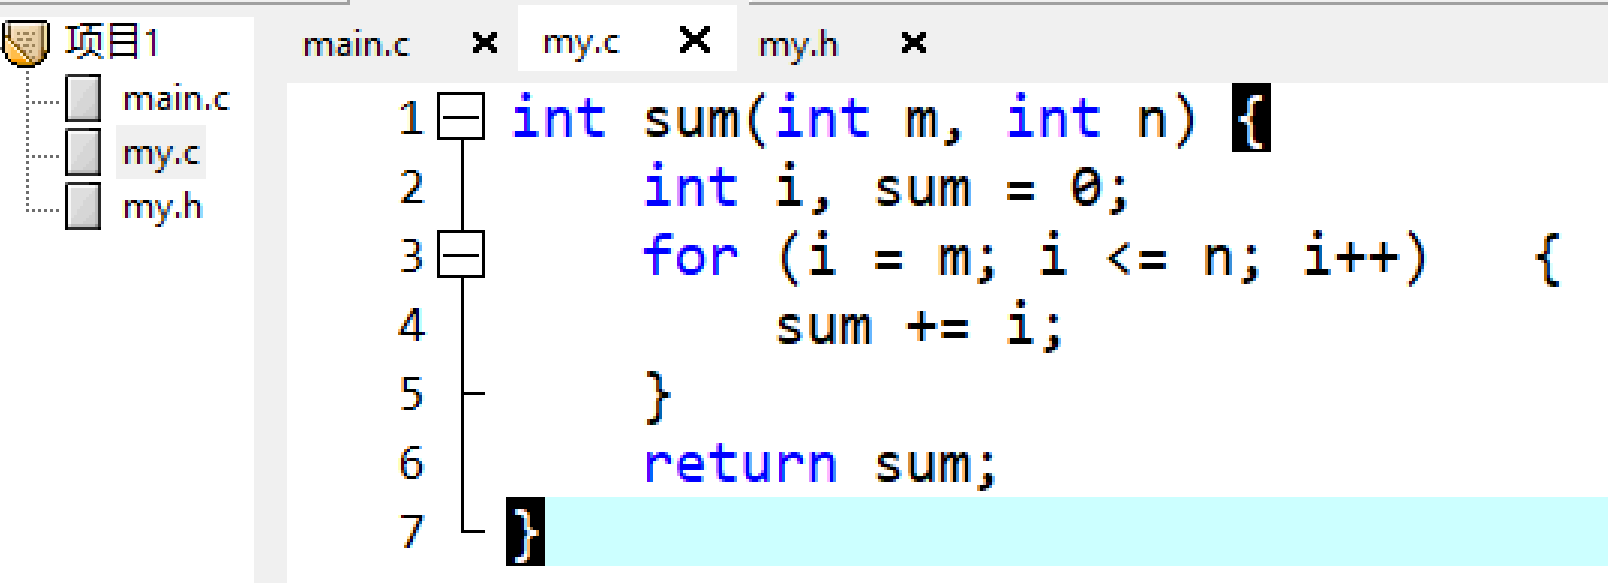 项目1
main.c
my.c
my.h
main.c × my.c × my.h ×
1 int sum(int m, int n) {
2 int i, sum = 0;
3 for (i = m; i <= n; i++) {
4 sum += i;
5 }
6 return sum;
7 }